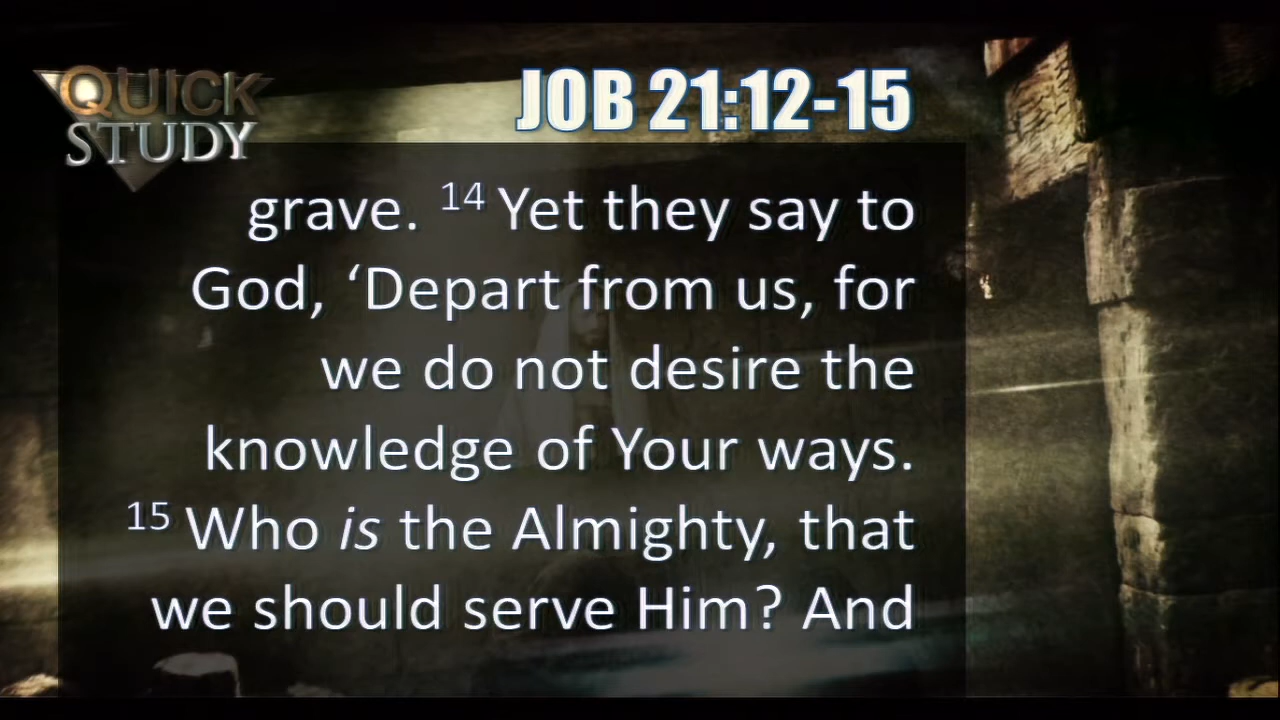 QUICK
STUDY
JOB 21:12-15
grave. 14 Yet they say to
God, ‘Depart from us, for
we do not desire the
knowledge of Your ways.
15 Who is the Almighty, that
we should serve Him? And